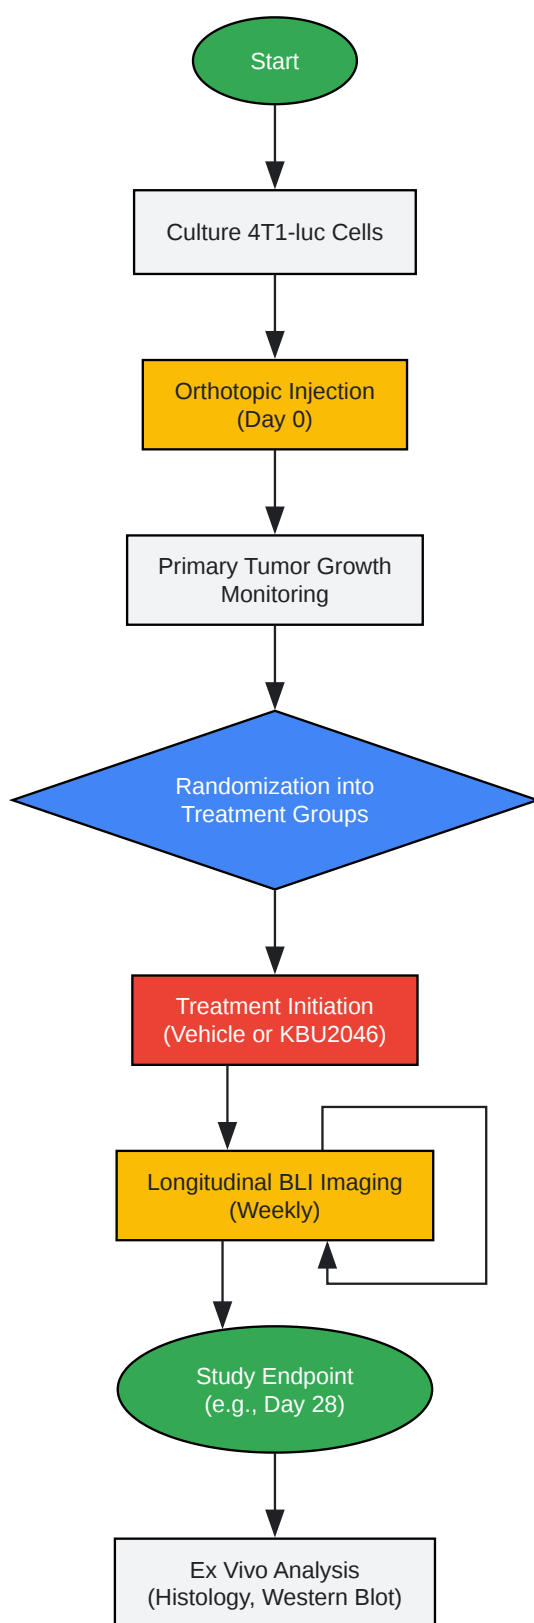 Start
Culture 4T1-luc Cells
Orthotopic Injection
(Day 0)
Primary Tumor Growth
Monitoring
Randomization into
Treatment Groups
Treatment Initiation
(Vehicle or KBU2046)
Longitudinal BLI Imaging
(Weekly)
Study Endpoint
(e.g., Day 28)
Ex Vivo Analysis
(Histology, Western Blot)